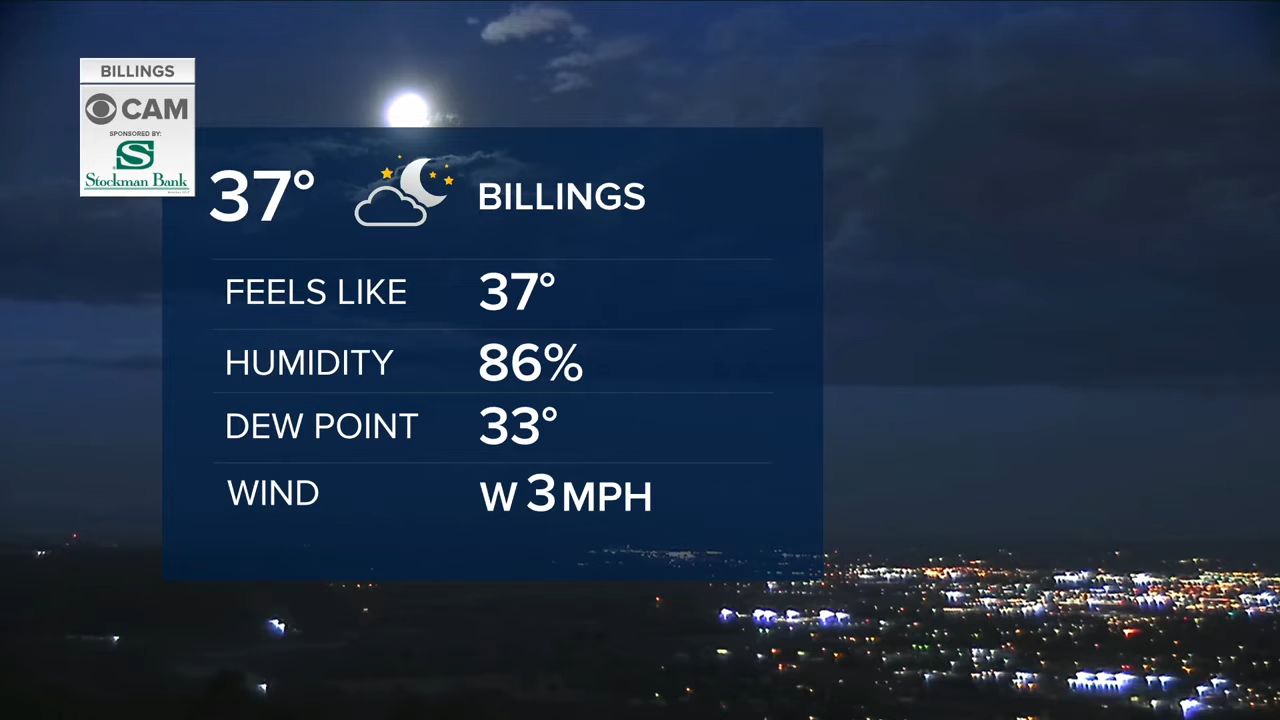 BILLINGS
CAM
SPONSORED BY:
S
Stockman Bank
37° BILLINGS
FEELS LIKE 37°
HUMIDITY 86%
DEW POINT 33°
WIND W 3 MPH